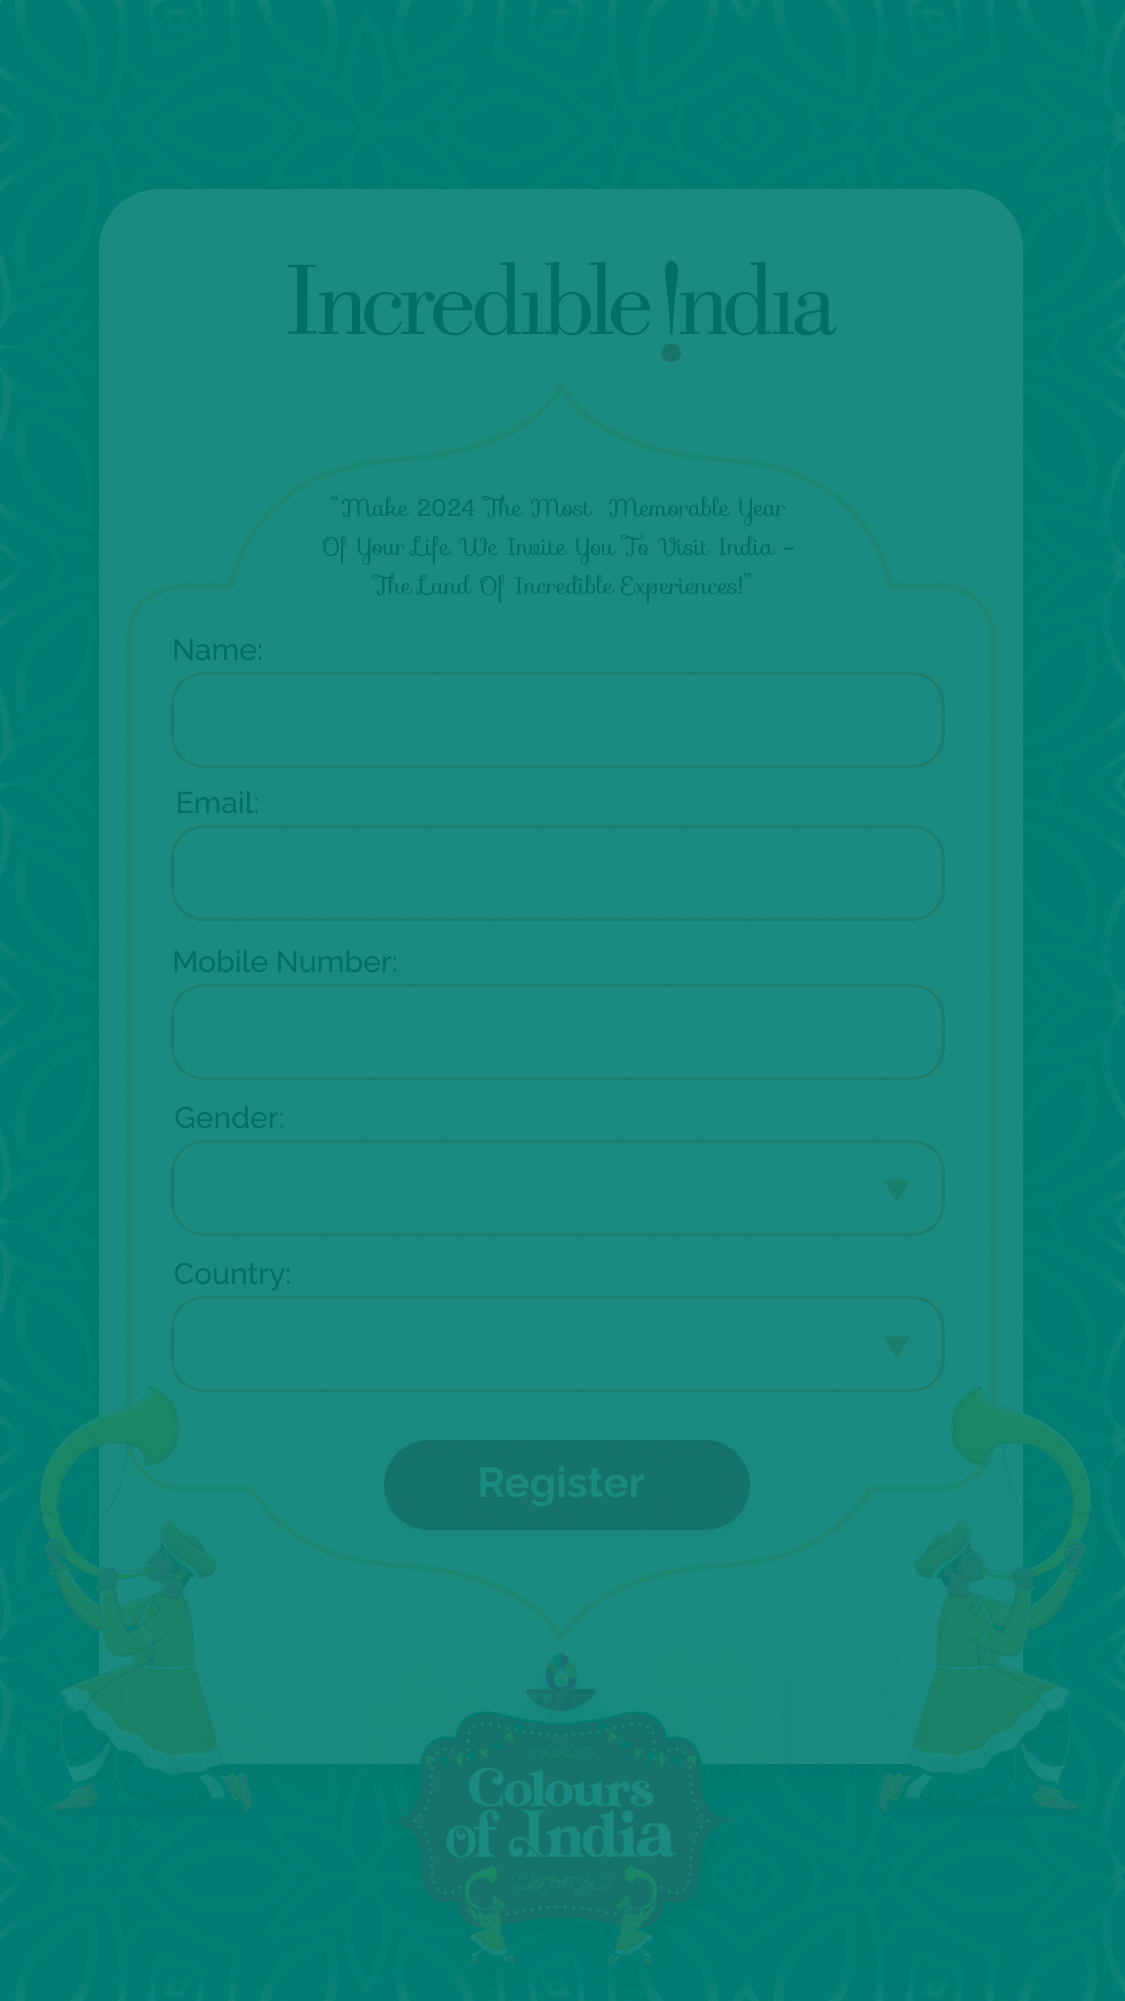 Incredible !ndia
“Make 2024 The Most Memorable Year
Of Your Life. We Invite You To Visit India –
The Land Of Incredible Experiences!”
Name:
Email:
Mobile Number:
Gender:
Country:
Register
Colours
of India